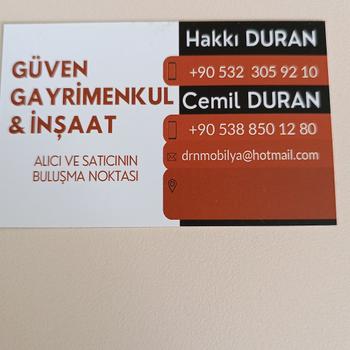 GÜVEN
GAYRİMENKUL
& İNŞAAT
ALICI VE SATICININ
BULUŞMA NOKTASI
Hakkı DURAN
+90 532 305 92 10
Cemil DURAN
+90 538 850 12 80
drnmobilya@hotmail.com